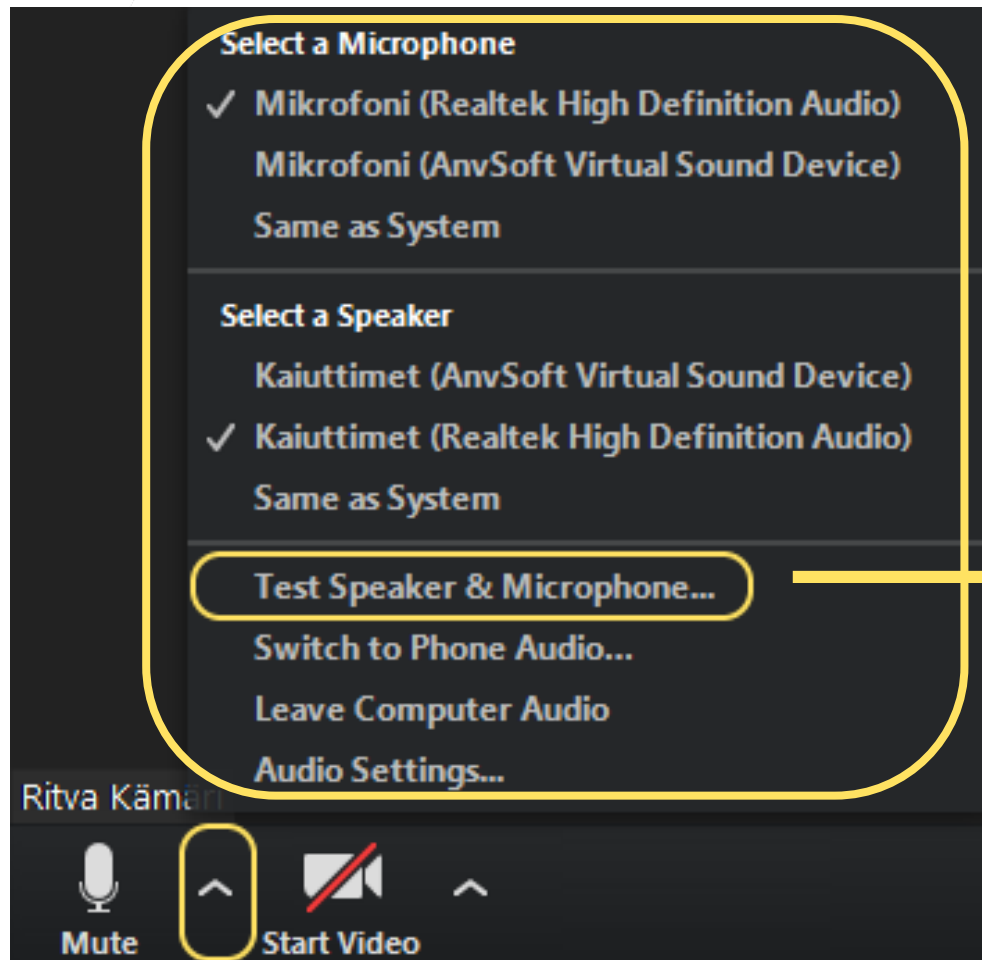 Select a Microphone
Mikrofoni (Realtek High Definition Audio)
Mikrofoni (AnvSoft Virtual Sound Device)
Same as System
Select a Speaker
Kaiuttimet (AnvSoft Virtual Sound Device)
Kaiuttimet (Realtek High Definition Audio)
Same as System
Test Speaker & Microphone...
Switch to Phone Audio...
Leave Computer Audio
Audio Settings...
Ritva Kämäri
Mute
Start Video